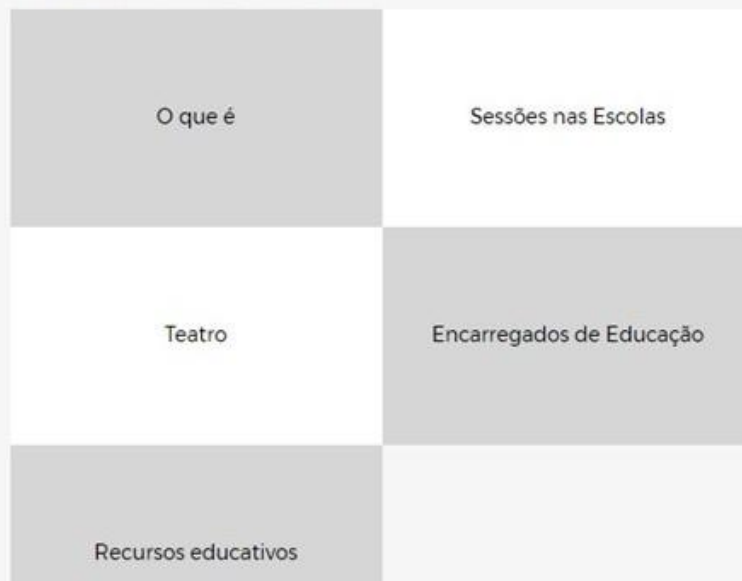 O que é
Sessões nas Escolas
Teatro
Encarregados de Educação
Recursos educativos